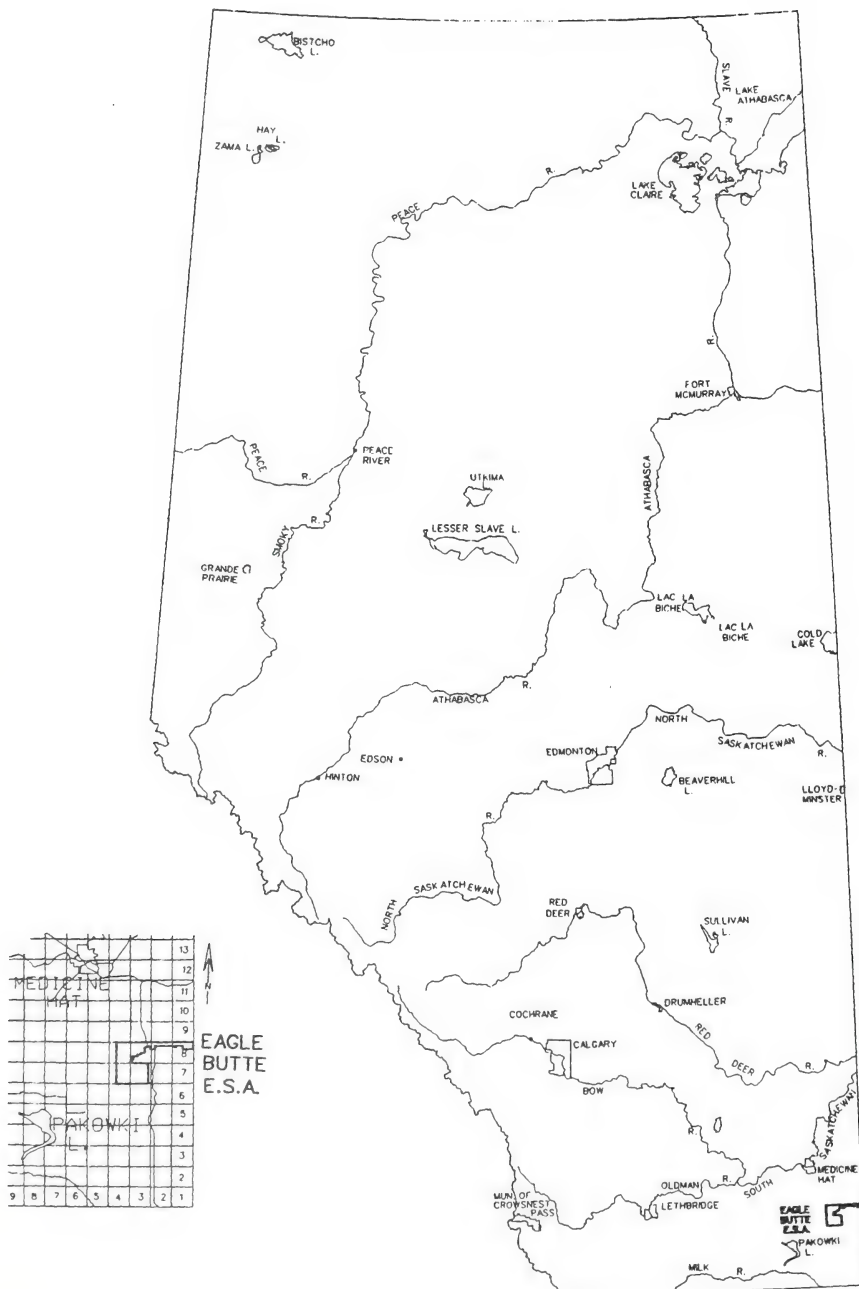 BISTCHO
L.
HAY
L.
ZAMA L.
SLAVE
R.
LAKE
ATHABASCA
LAKE
CLAIRE
PEACE
R.
R.
FORT
MCMURRAY
PEACE
R.
PEACE
RIVER
UTKIMA
ATHABASCA
SMOKY
R.
LESSER SLAVE L.
GRANDE
PRAIRIE
LAC LA
BICHE
LAC LA
BICHE
COLD
LAKE
ATHABASCA
R.
NORTH
SASKATCHEWAN
R.
EDMONTON
EDSON
HINTON
BEAVERHILL
L.
LLOYD-
MINSTER
R.
SASKATCHEWAN
NORTH
RED
DEER
SULLIVAN
L.
DRUMHELLER
RED
DEER
R.
COCHRANE
CALGARY
BOW
R.
SASKATCHEWAN
SOUTH
MEDICINE
HAT
OLDMAN
R.
LETHBRIDGE
MUN. OF
CROWSNEST
PASS
EAGLE
BUTTE
E.S.A.
PAKOWKI
L.
MILK
R.
MEDICINE
HAT
N
13
12
11
10
9
8
7
6
5
4
3
2
9 8 7 6 5 4 3 2 1
EAGLE
BUTTE
E.S.A.
PAKOWKI
L.